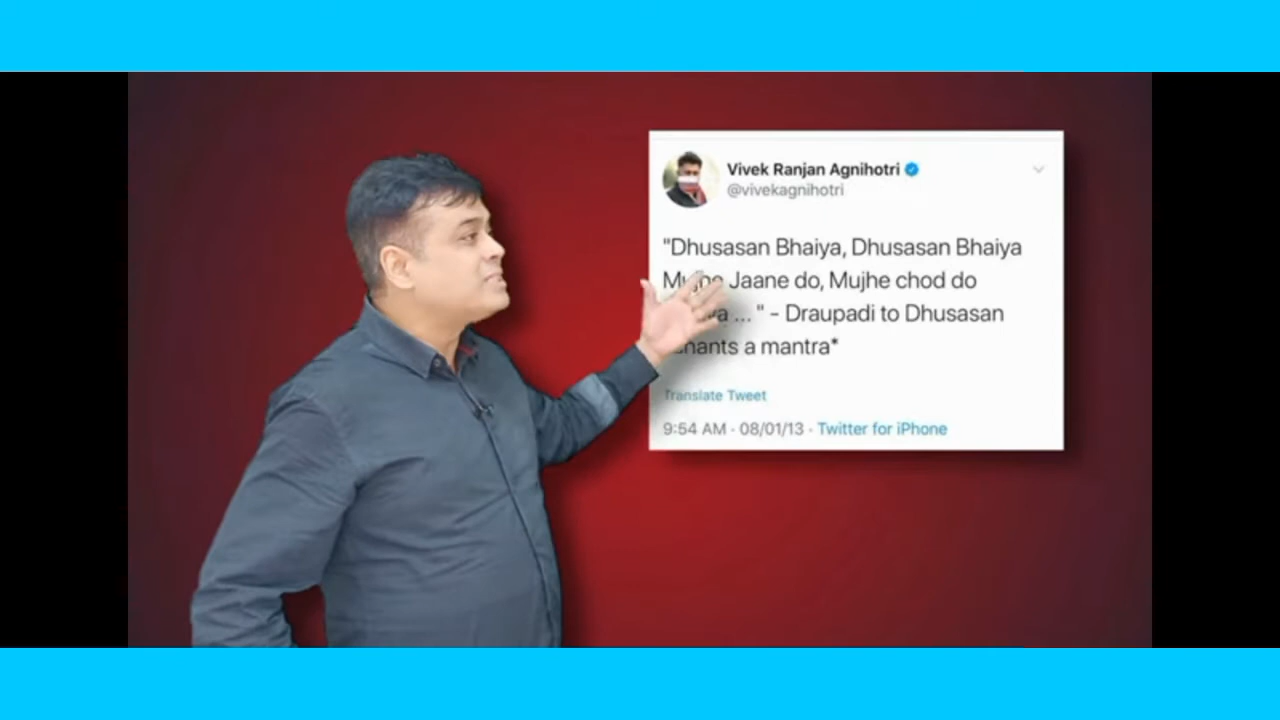 Vivek Ranjan Agnihotri
@vivekagnihotri
"Dhusasan Bhaiya, Dhusasan Bhaiya
Jaane do, Mujhe chod do
... " - Draupadi to Dhusasan
a mantra*
Translate Tweet
9:54 AM · 08/01/13 · Twitter for iPhone